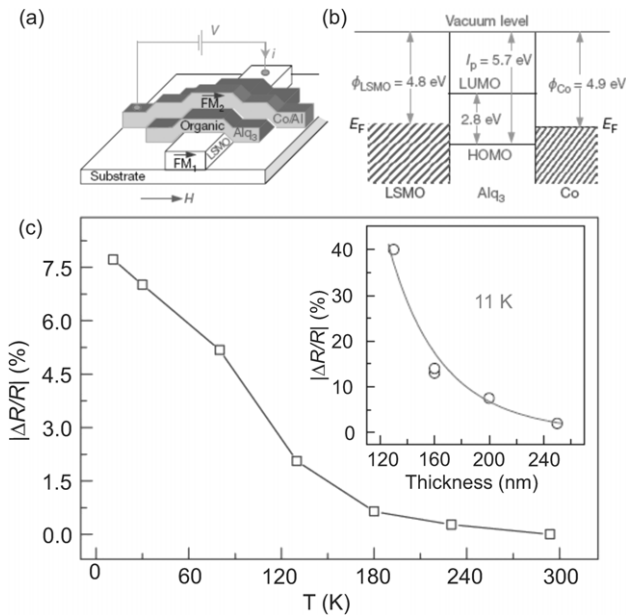 (a)
V
i
FM2
Co/Al
Organic
Alq3
LSMO
FM1
Substrate
H
(b)
Vacuum level
Ip = 5.7 eV
ϕLSMO = 4.8 eV
LUMO
ϕCo = 4.9 eV
EF
2.8 eV
EF
HOMO
LSMO
Alq3
Co
(c)
|ΔR/R| (%)
7.5
6.0
4.5
3.0
1.5
0.0
0
60
120
180
240
300
T (K)
|ΔR/R| (%)
40
30
20
10
0
11 K
120
160
200
240
Thickness (nm)